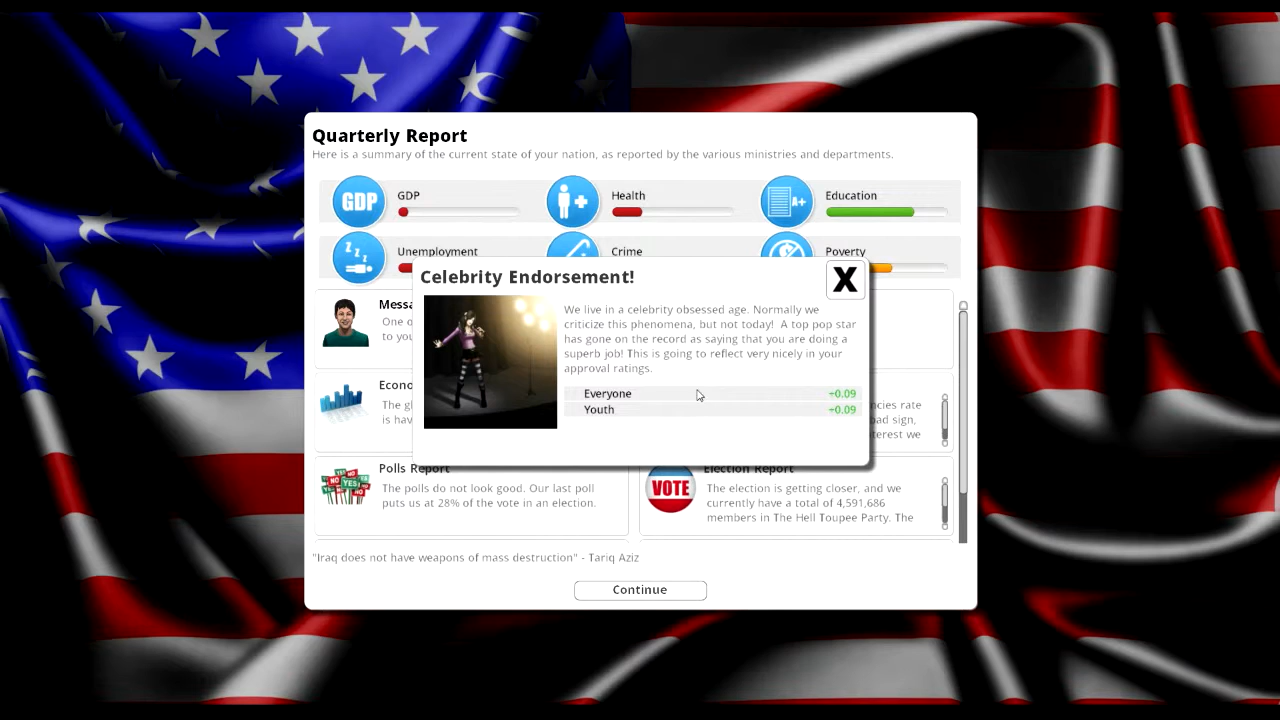 Quarterly Report
Here is a summary of the current state of your nation, as reported by the various ministries and departments.
GDP
GDP
Health
A+
Education
Unemployment
Crime
Poverty
Celebrity Endorsement!
X
We live in a celebrity obsessed age. Normally we
criticize this phenomena, but not today! A top pop star
has gone on the record as saying that you are doing a
superb job! This is going to reflect very nicely in your
approval ratings.
Everyone +0.09
Youth +0.09
Messa
One q
to you
Econo
The gl
is hav
ncies rate
bad sign,
terest we
Polls Report
The polls do not look good. Our last poll
puts us at 28% of the vote in an election.
VOTE
Election Report
The election is getting closer, and we
currently have a total of 4,591,686
members in The Hell Toupee Party. The
"Iraq does not have weapons of mass destruction" - Tariq Aziz
Continue